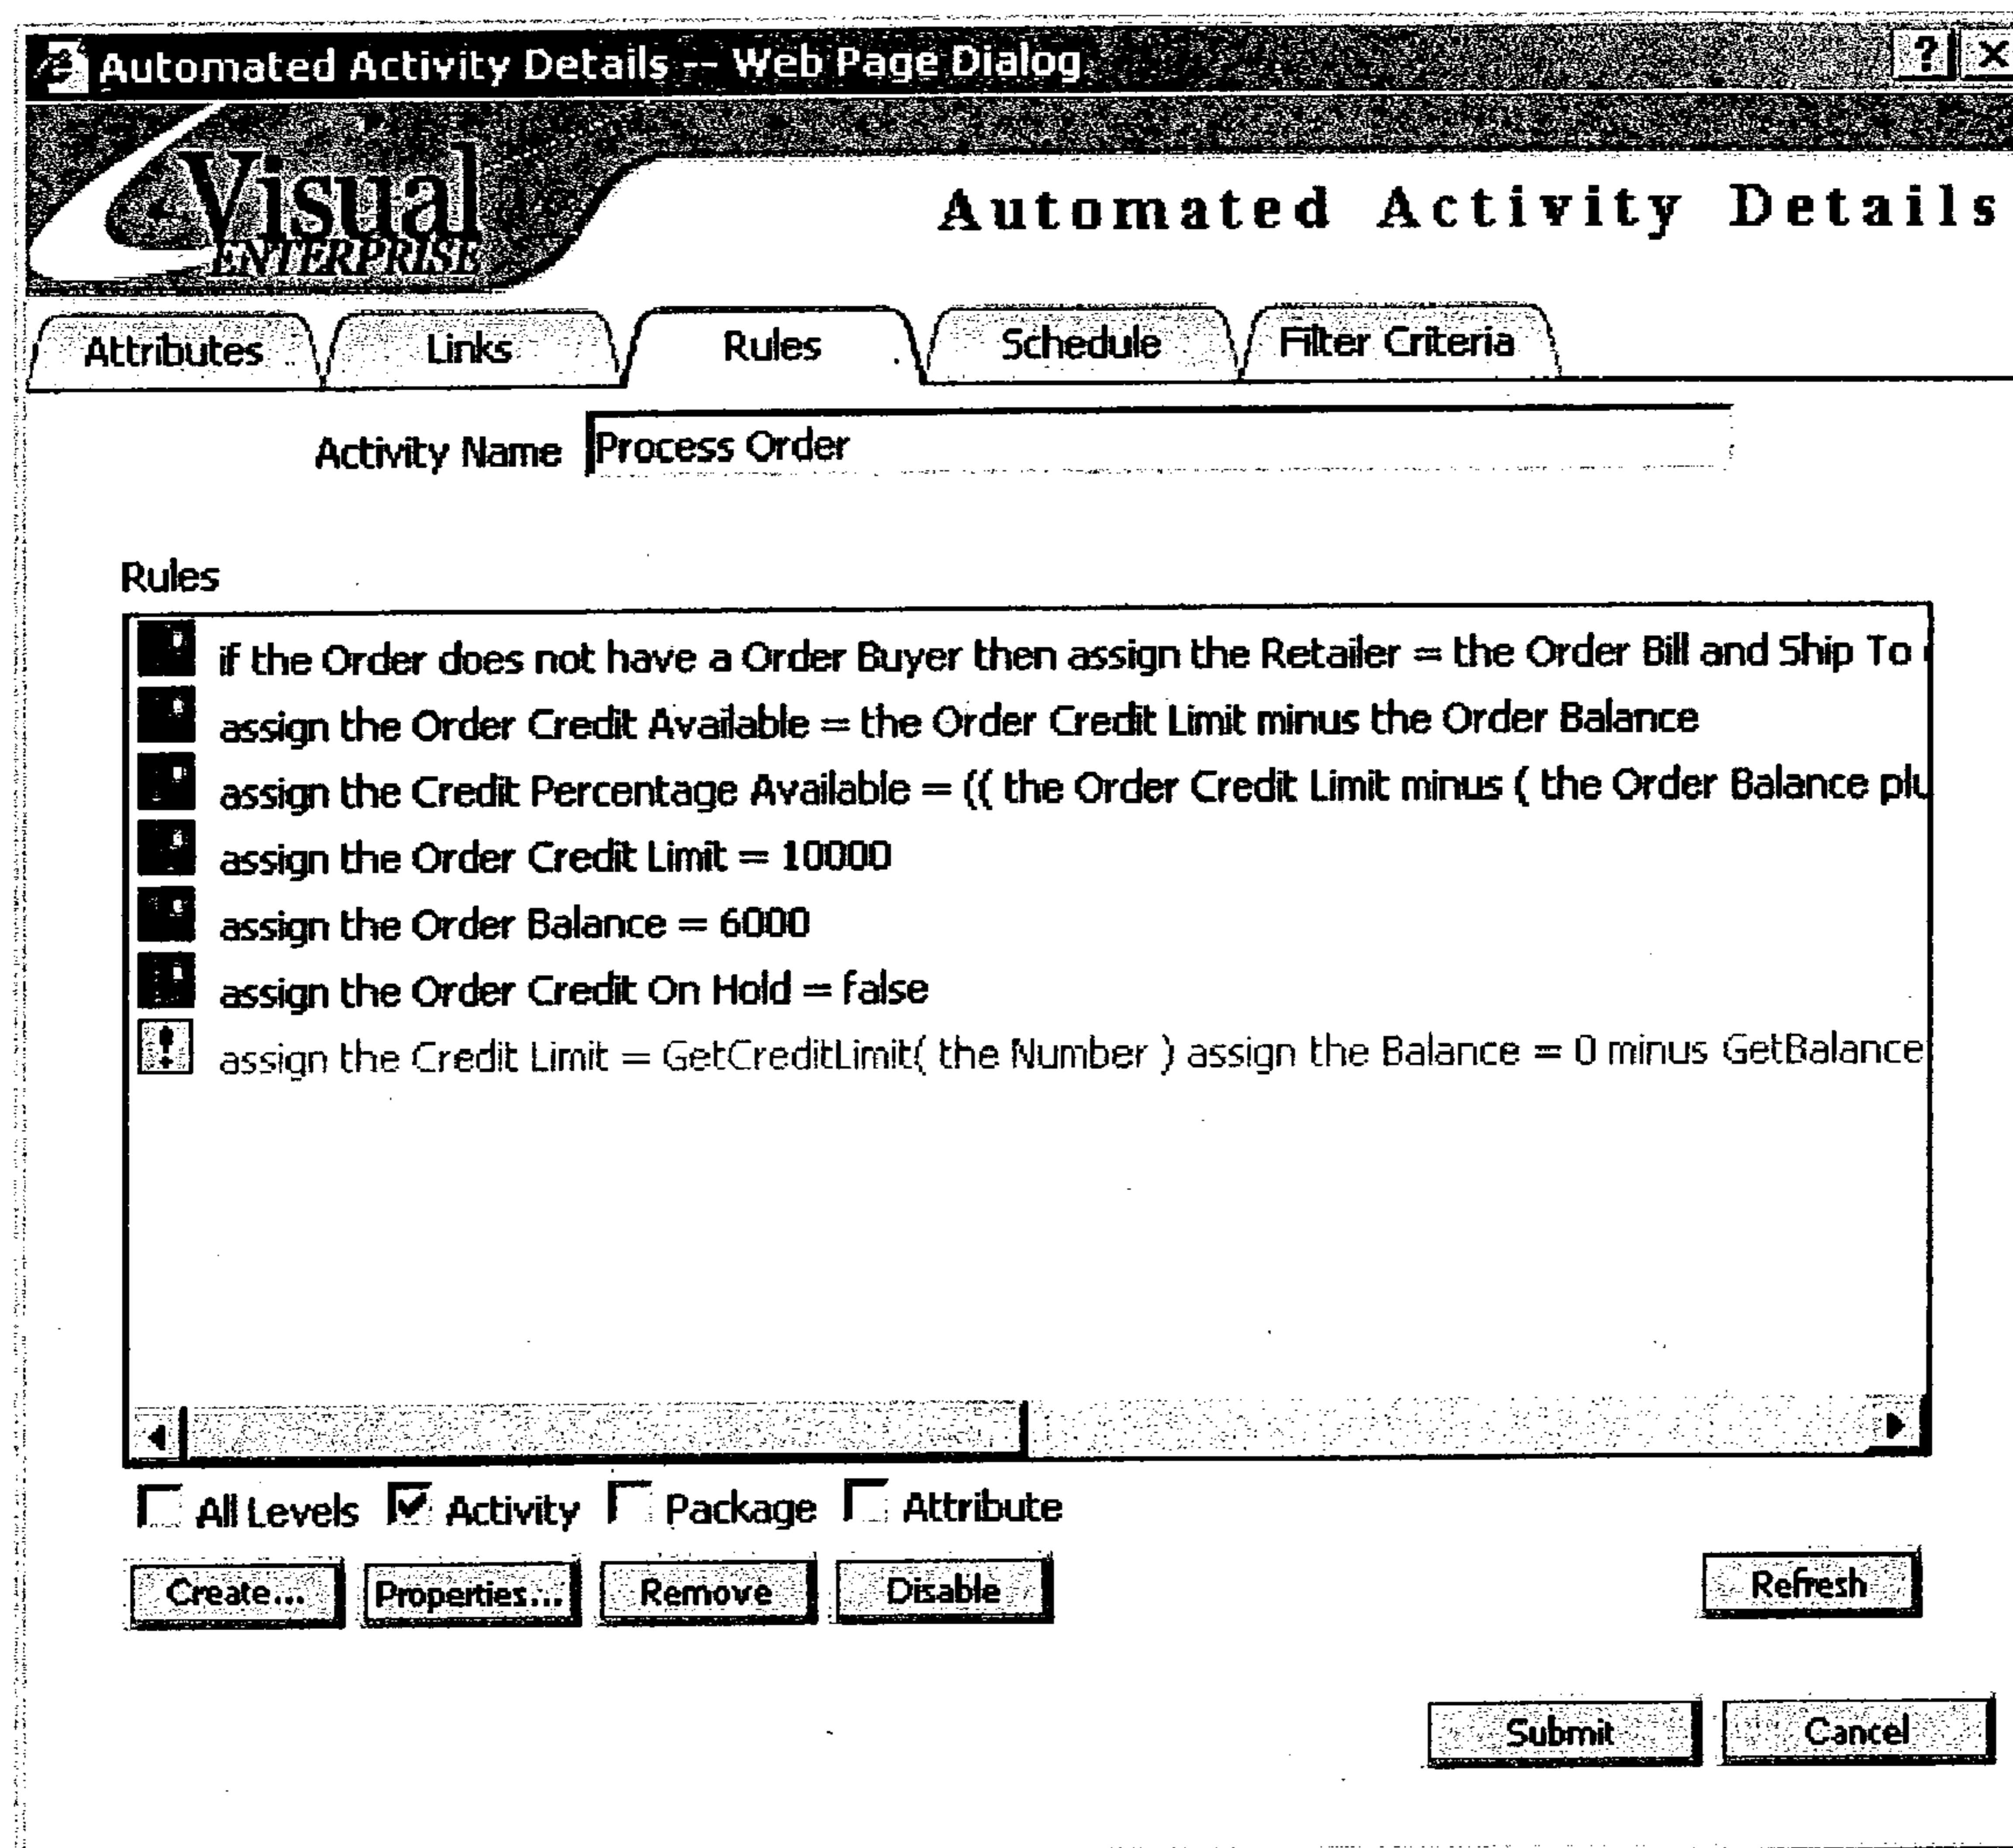 Automated Activity Details -- Web Page Dialog
Visual
ENTERPRISE
Automated Activity Details
Attributes Links Rules Schedule Filter Criteria
Activity Name Process Order
Rules
if the Order does not have a Order Buyer then assign the Retailer = the Order Bill and Ship To
assign the Order Credit Available = the Order Credit Limit minus the Order Balance
assign the Credit Percentage Available = (( the Order Credit Limit minus ( the Order Balance plu
assign the Order Credit Limit = 10000
assign the Order Balance = 6000
assign the Order Credit On Hold = false
! assign the Credit Limit = GetCreditLimit( the Number ) assign the Balance = 0 minus GetBalance
All Levels Activity Package Attribute
Create... Properties... Remove Disable Refresh
Submit Cancel